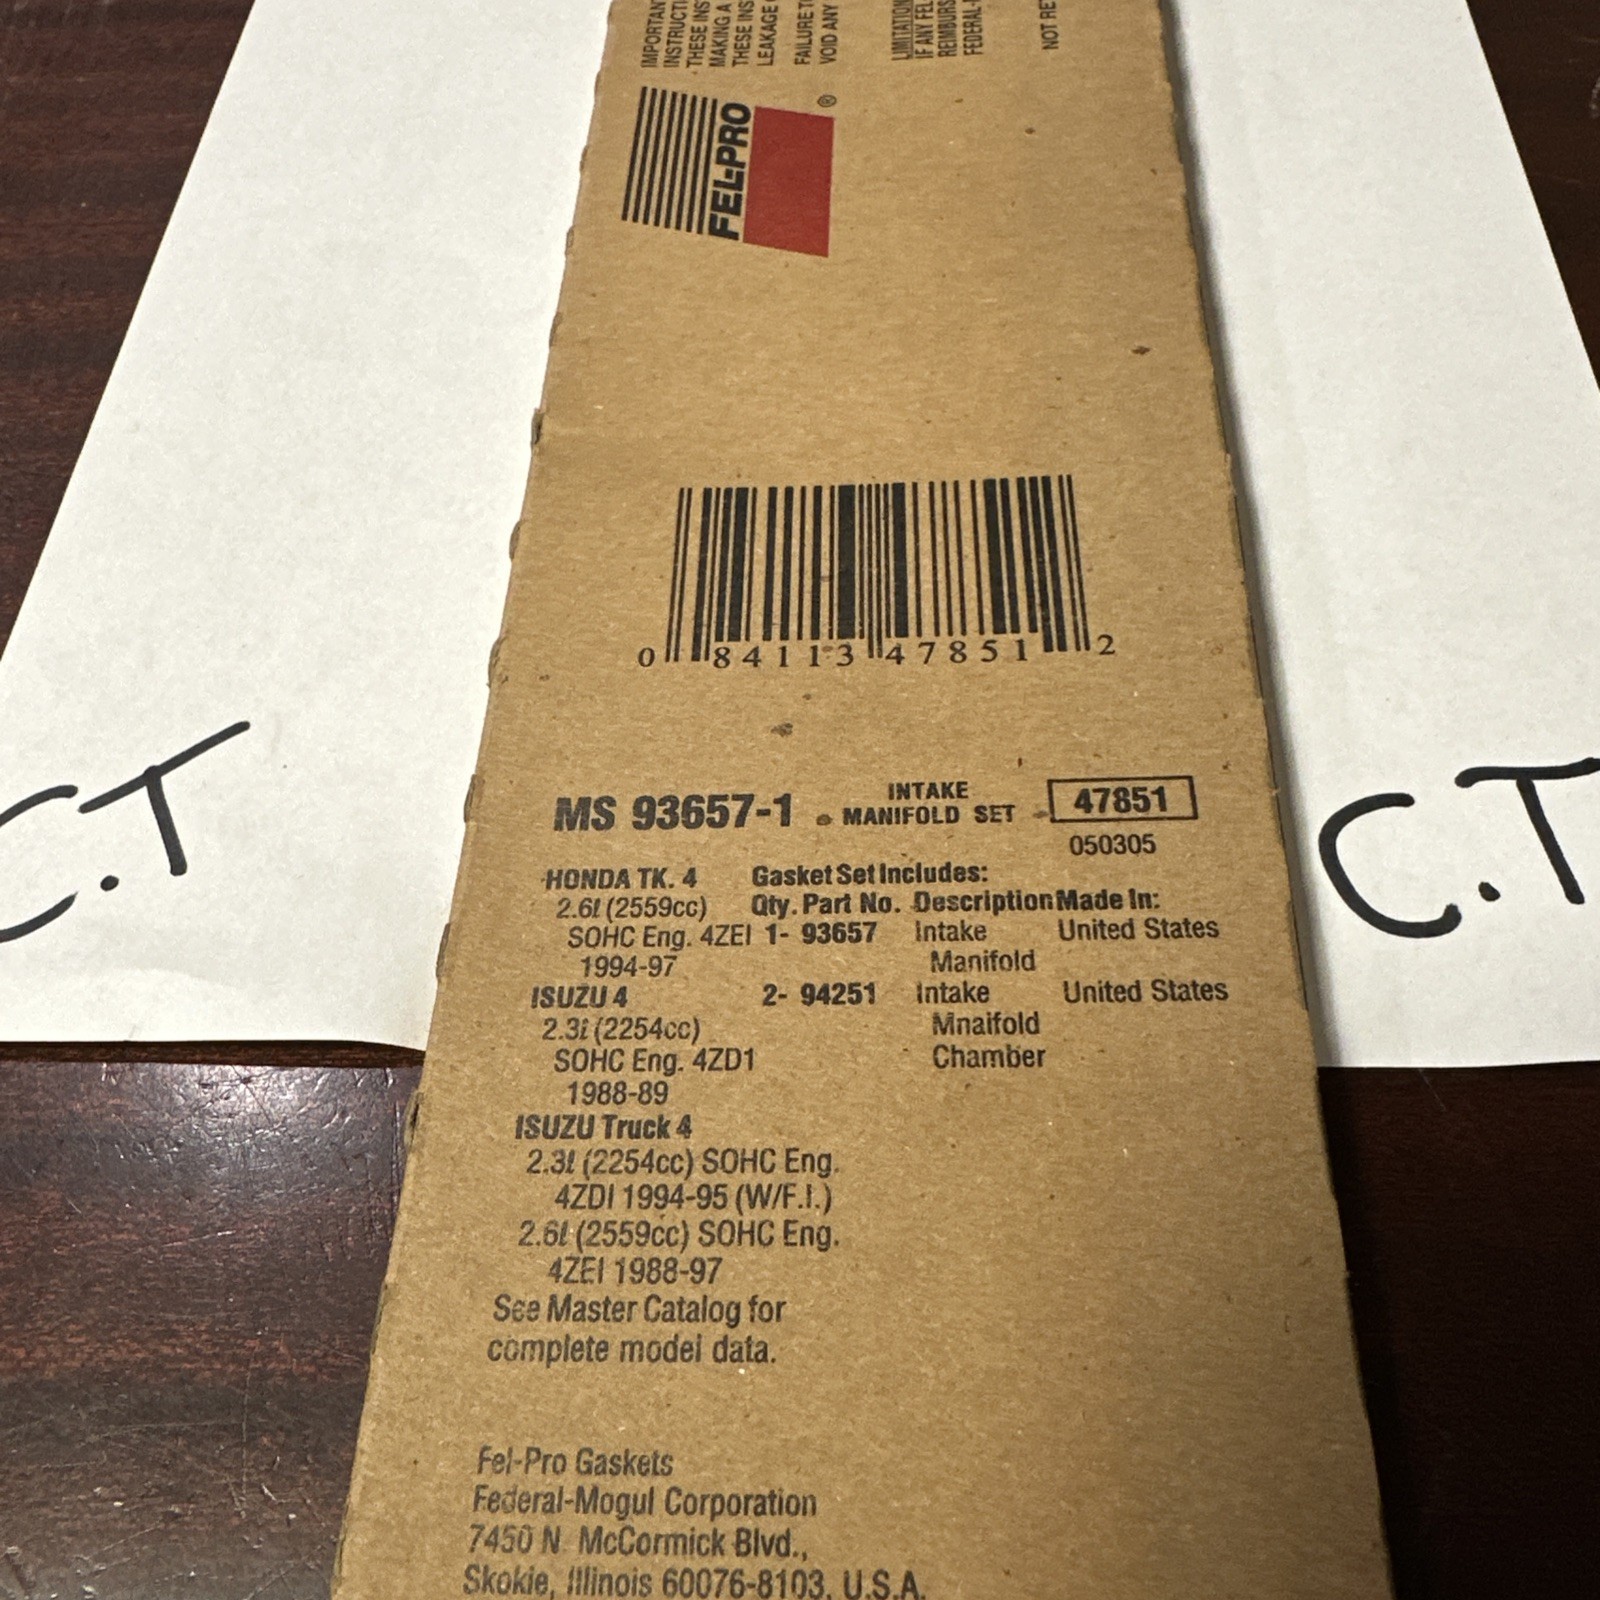 IMPORTAN
INSTRUCTI
THESE INS
MAKING A
THESE INS
LEAKAGE
FAILURE T
VOID ANY
LIMITATION
IF ANY FEL
REIMBURS
FEDERAL-
NOT RE
FEL-PRO®
0 84113 47851 2
MS 93657-1 INTAKE MANIFOLD SET 47851
050305
HONDA TK. 4 Gasket Set Includes:
2.6l (2559cc) Qty. Part No. Description Made In:
SOHC Eng. 4ZEI 1- 93657 Intake United States
1994-97 Manifold
ISUZU 4 2- 94251 Intake United States
2.3l (2254cc) Mnaifold
SOHC Eng. 4ZD1 Chamber
1988-89
ISUZU Truck 4
2.3l (2254cc) SOHC Eng.
4ZDI 1994-95 (W/F.I.)
2.6l (2559cc) SOHC Eng.
4ZEI 1988-97
See Master Catalog for
complete model data.
Fel-Pro Gaskets
Federal-Mogul Corporation
7450 N. McCormick Blvd.,
Skokie, Illinois 60076-8103, U.S.A.
C.T
C.T